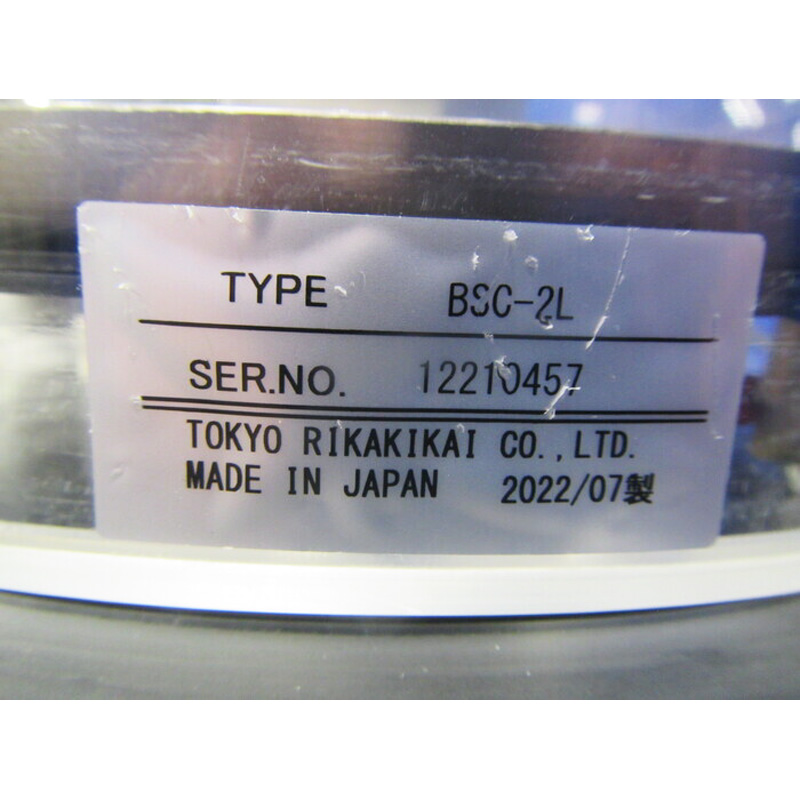 TYPE BSC-2L
SER.NO. 12210457
TOKYO RIKAKIKAI CO.,LTD.
MADE IN JAPAN 2022/07製